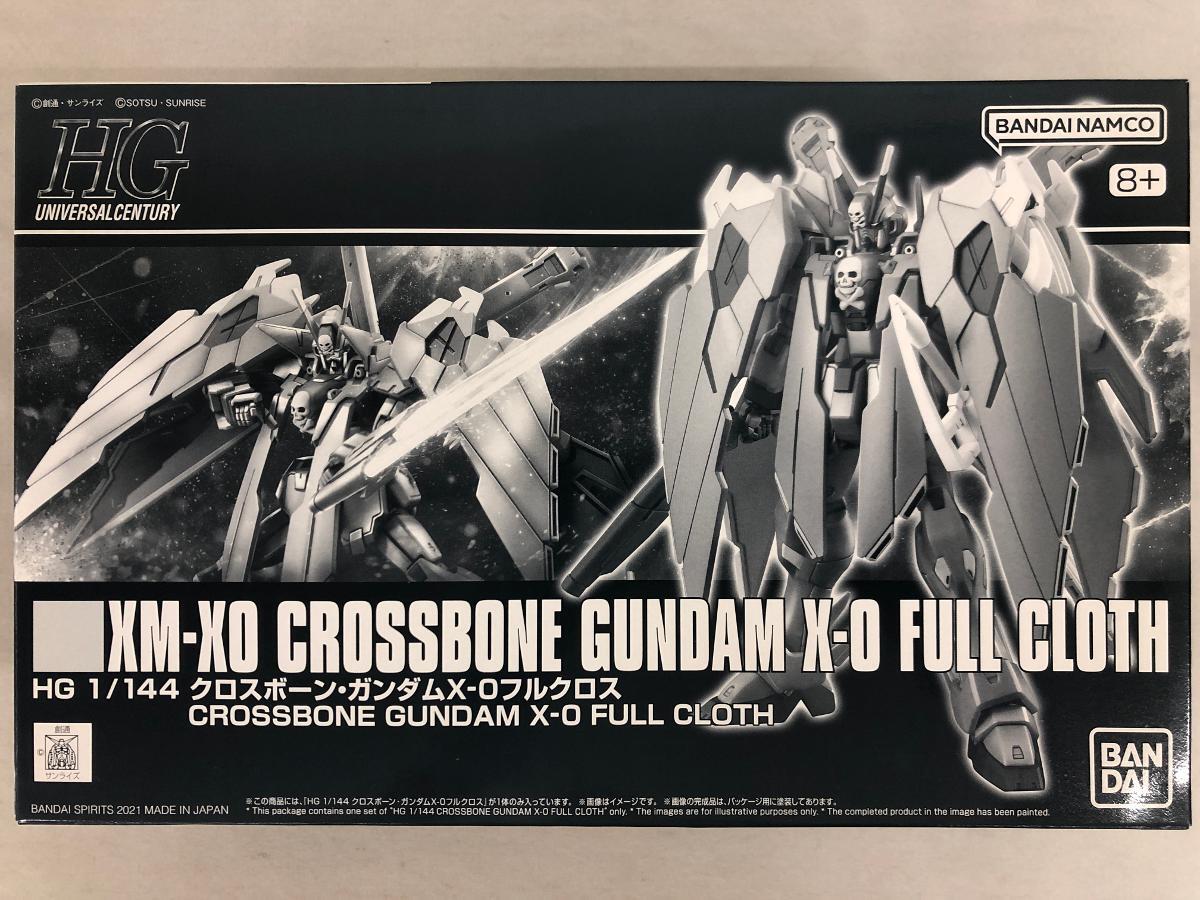 ©創通・サンライズ ©SOTSU・SUNRISE
HG
UNIVERSAL CENTURY
BANDAI NAMCO
8+
XM-X0 CROSSBONE GUNDAM X-0 FULL CLOTH
HG 1/144 クロスボーン・ガンダムX-0フルクロス
CROSSBONE GUNDAM X-0 FULL CLOTH
創通
©
サンライズ
BANDAI SPIRITS 2021 MADE IN JAPAN
※この商品には、「HG 1/144 クロスボーン・ガンダムX-0フルクロス」が1体のみ入っています。 ※画像はイメージです。 ※画像の完成品は、パッケージ用に塗装してあります。
* This package contains one set of "HG 1/144 CROSSBONE GUNDAM X-0 FULL CLOTH" only. * The images are for illustrative purposes only. * The completed product in the image has been painted.
BAN
DAI